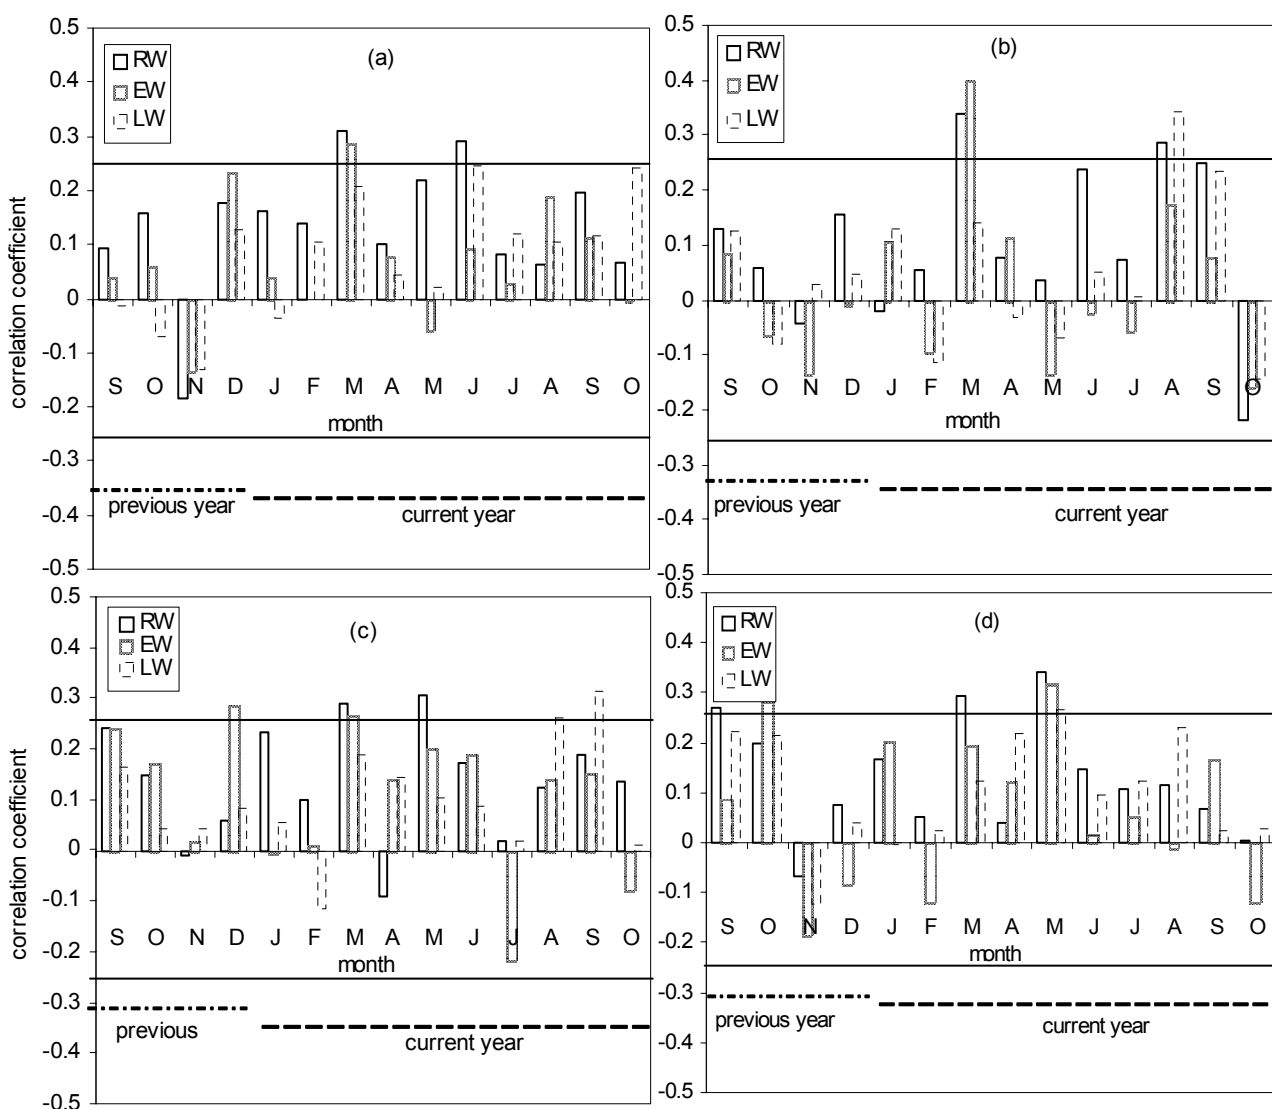 0.5
0.4
0.3
0.2
0.1
0
-0.1
-0.2
-0.3
-0.4
-0.5
correlation coefficient
RW
EW
LW
(a)
S O N D J F M A M J J A S O
month
previous year
current year
0.5
0.4
0.3
0.2
0.1
0
-0.1
-0.2
-0.3
-0.4
-0.5
RW
EW
LW
(b)
S O N D J F M A M J J A S O
month
previous year
current year
0.5
0.4
0.3
0.2
0.1
0
-0.1
-0.2
-0.3
-0.4
-0.5
correlation coefficient
RW
EW
LW
(c)
S O N D J F M A M J J A S O
month
previous
current year
0.5
0.4
0.3
0.2
0.1
0
-0.1
-0.2
-0.3
-0.4
-0.5
RW
EW
LW
(d)
S O N D J F M A M J J A S O
month
previous year
current year